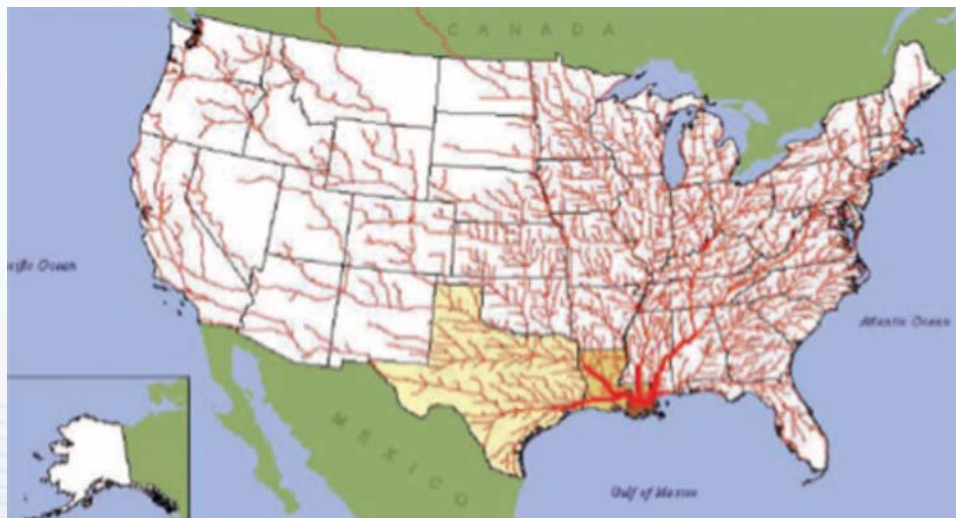 CANADA
cific Ocean
Atlantic Ocean
MEXICO
Gulf of Mexico